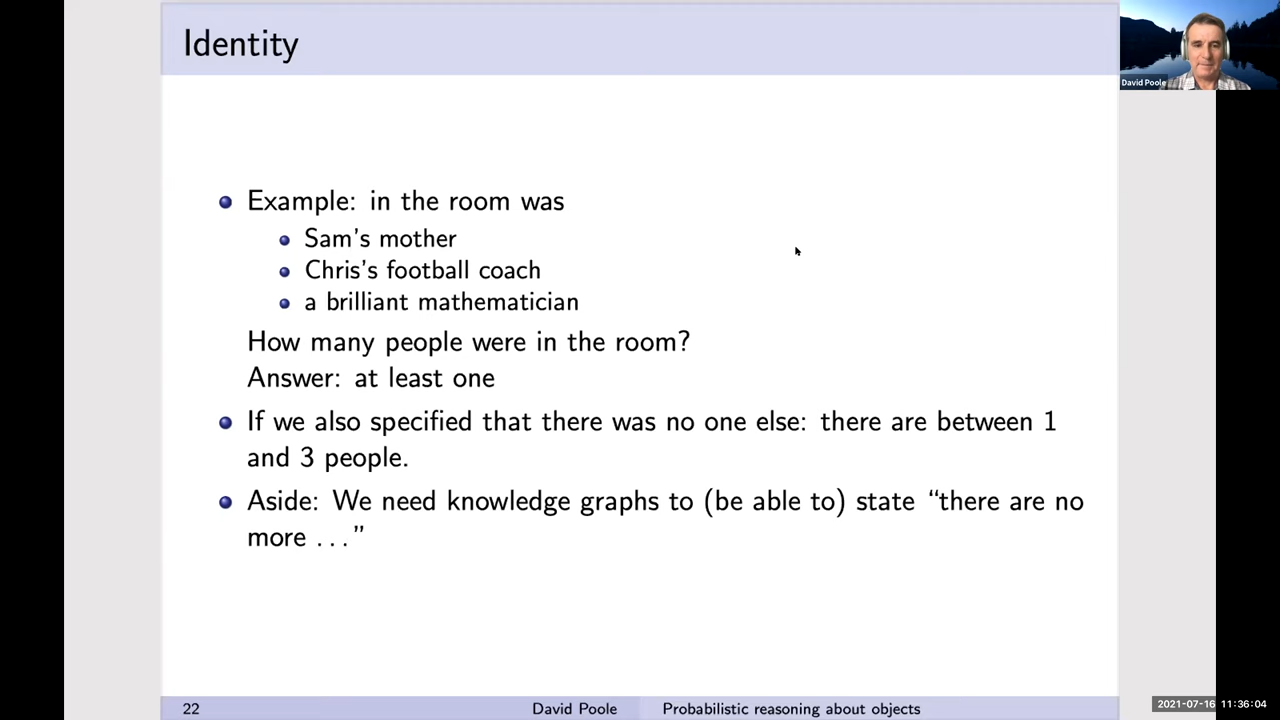 Identity
David Poole
Example: in the room was
Sam's mother
Chris's football coach
a brilliant mathematician
How many people were in the room?
Answer: at least one
If we also specified that there was no one else: there are between 1
and 3 people.
Aside: We need knowledge graphs to (be able to) state “there are no
more . . .”
22 David Poole Probabilistic reasoning about objects
2021-07-16 11:36:04